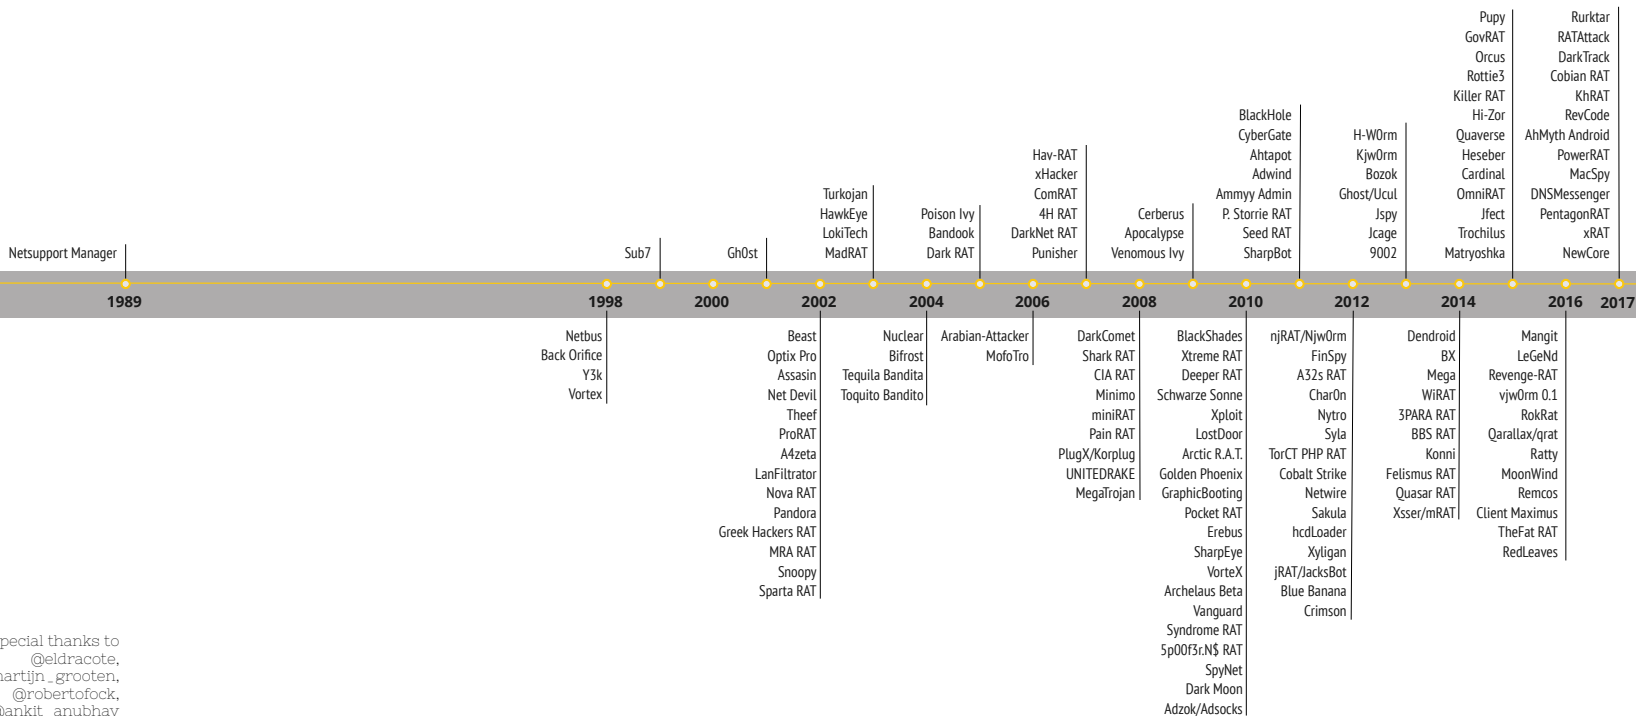 Netsupport Manager
Sub7
Gh0st
Turkojan
HawkEye
LokiTech
MadRAT
Poison Ivy
Bandook
Dark RAT
Hav-RAT
xHacker
ComRAT
4H RAT
DarkNet RAT
Punisher
Cerberus
Apocalypse
Venomous Ivy
BlackHole
CyberGate
Ahtapot
Adwind
Ammyy Admin
P. Storrie RAT
Seed RAT
SharpBot
H-W0rm
Kjw0rm
Bozok
Ghost/Ucul
Jspy
Jcage
9002
Pupy
GovRAT
Orcus
Rottie3
Killer RAT
Hi-Zor
Quaverse
Heseber
Cardinal
OmniRAT
Jfect
Trochilus
Matryoshka
Rurktar
RATAttack
DarkTrack
Cobian RAT
KhRAT
RevCode
AhMyth Android
PowerRAT
MacSpy
DNSMessenger
PentagonRAT
xRAT
NewCore
1989 1998 2000 2002 2004 2006 2008 2010 2012 2014 2016 2017
Netbus
Back Orifice
Y3k
Vortex
Beast
Optix Pro
Assasin
Net Devil
Theef
ProRAT
A4zeta
LanFiltrator
Nova RAT
Pandora
Greek Hackers RAT
MRA RAT
Snoopy
Sparta RAT
Nuclear
Bifrost
Tequila Bandita
Toquito Bandito
Arabian-Attacker
MofoTro
DarkComet
Shark RAT
CIA RAT
Minimo
miniRAT
Pain RAT
PlugX/Korplug
UNITEDRAKE
MegaTrojan
BlackShades
Xtreme RAT
Deeper RAT
Schwarze Sonne
Xploit
LostDoor
Arctic R.A.T.
Golden Phoenix
GraphicBooting
Pocket RAT
Erebus
SharpEye
VorteX
Archelaus Beta
Vanguard
Syndrome RAT
5p00f3r.N$ RAT
SpyNet
Dark Moon
Adzok/Adsocks
njRAT/Njw0rm
FinSpy
A32s RAT
Char0n
Nytro
Syla
TorCT PHP RAT
Cobalt Strike
Netwire
Sakula
hcdLoader
Xyligan
jRAT/JacksBot
Blue Banana
Crimson
Dendroid
BX
Mega
WiRAT
3PARA RAT
BBS RAT
Konni
Felismus RAT
Quasar RAT
Xsser/mRAT
Mangit
LeGeNd
Revenge-RAT
vjw0rm 0.1
RokRat
Qarallax/qrat
Ratty
MoonWind
Remcos
Client Maximus
TheFat RAT
RedLeaves
pecial thanks to
@eldracote,
artijn_grooten,
@robertofock,
@ankit_anubhav